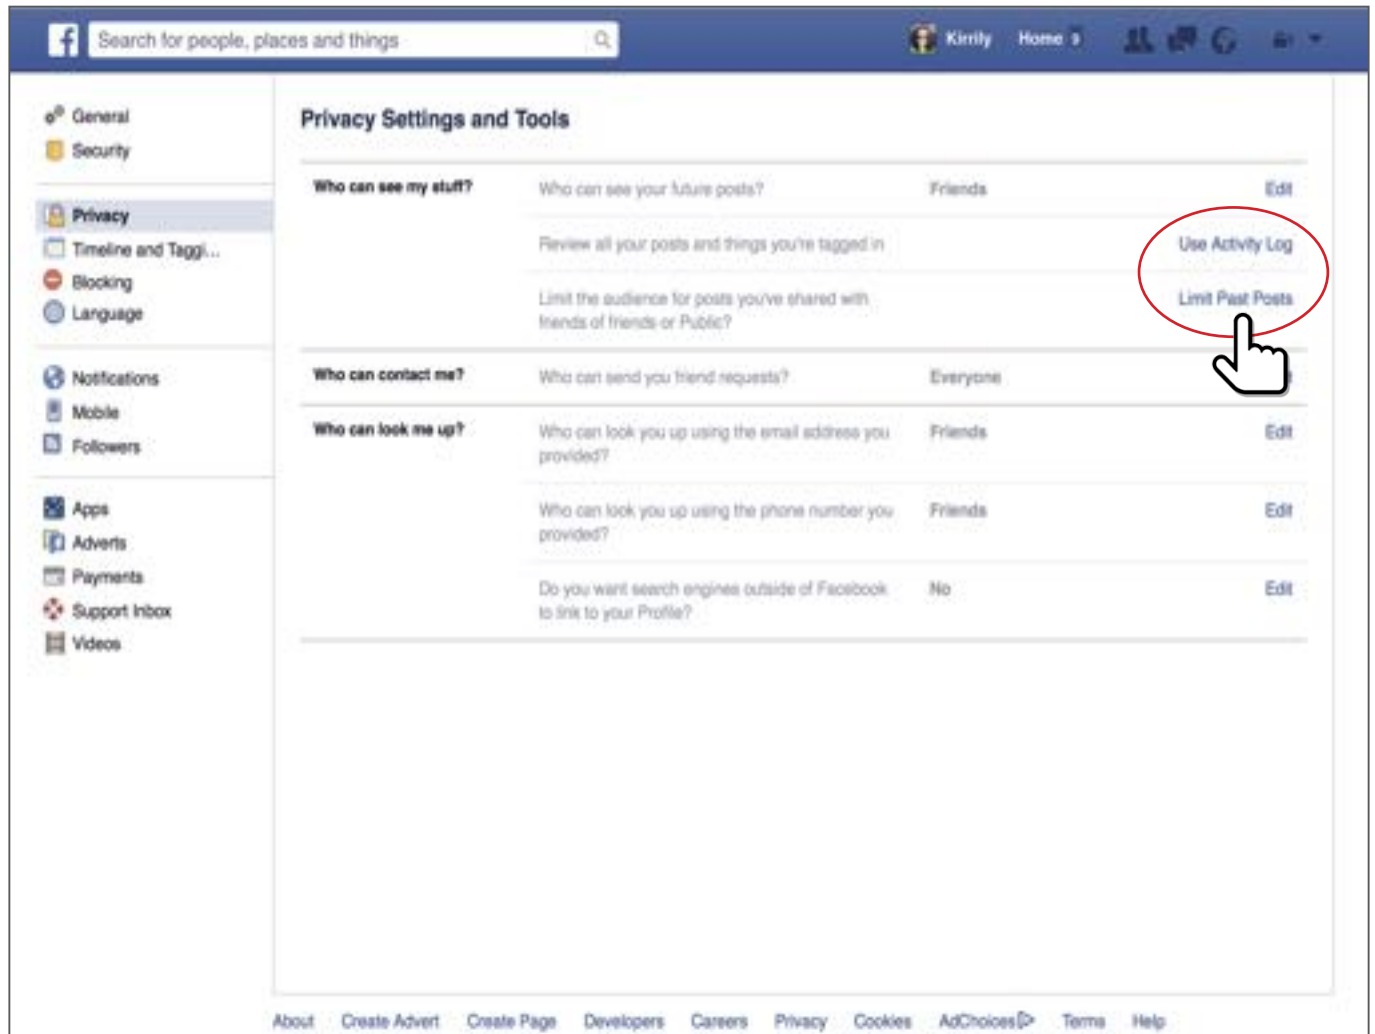 f Search for people, places and things Kirrily Home
General
Security
Privacy
Timeline and Taggi...
Blocking
Language
Notifications
Mobile
Followers
Apps
Adverts
Payments
Support Inbox
Videos
Privacy Settings and Tools
Who can see my stuff? Who can see your future posts? Friends Edit
Review all your posts and things you're tagged in Use Activity Log
Limit the audience for posts you've shared with Limit Past Posts
friends of friends or Public?
Who can contact me? Who can send you friend requests? Everyone
Who can look me up? Who can look you up using the email address you Friends Edit
provided?
Who can look you up using the phone number you Friends Edit
provided?
Do you want search engines outside of Facebook No Edit
to link to your Profile?
About Create Advert Create Page Developers Careers Privacy Cookies AdChoices Terms Help